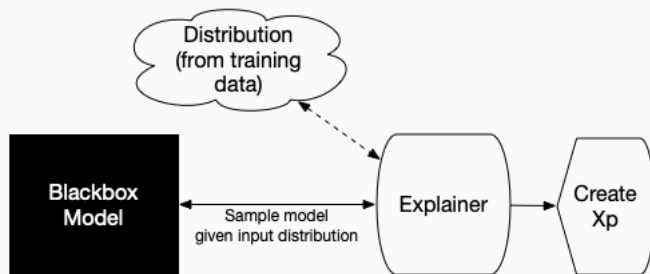 Distribution
(from training
data)
Blackbox
Model
Sample model
given input distribution
Explainer
Create
Xp